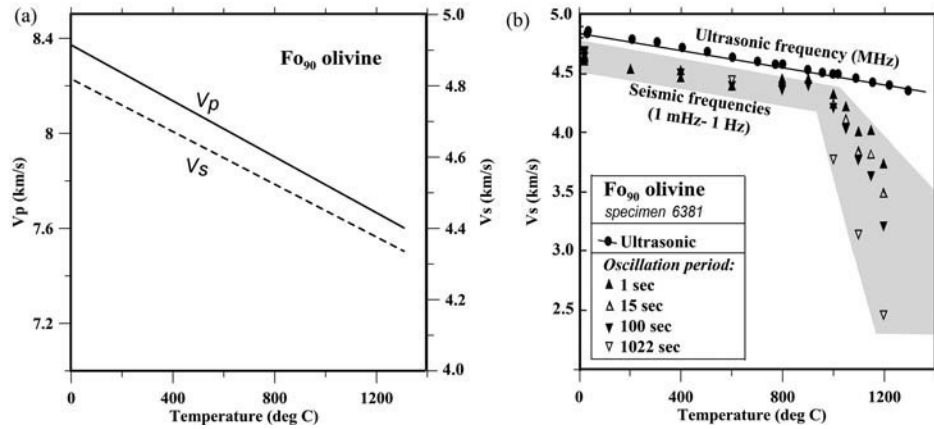 (a)
8.4
8
7.6
7.2
Vp (km/s)
Fo90 olivine
Vp
Vs
5.0
4.8
4.6
4.4
4.2
4.0
Vs (km/s)
0
400
800
1200
Temperature (deg C)
(b)
5.0
4.5
4.0
3.5
3.0
2.5
Vs (km/s)
Ultrasonic frequency (MHz)
Seismic frequencies
(1 mHz- 1 Hz)
Fo90 olivine
specimen 6381
Ultrasonic
Oscillation period:
1 sec
15 sec
100 sec
1022 sec
0
400
800
1200
Temperature (deg C)